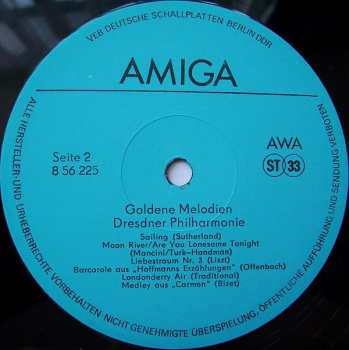 VEB DEUTSCHE SCHALLPLATTEN BERLIN DDR
AMIGA
Seite 2
8 56 225
AWA
ST 33
Goldene Melodien
Dresdner Philharmonie
Sailing (Sutherland)
Moon River/Are You Lonesome Tonight
(Mancini/Turk-Handman)
Liebestraum Nr. 3 (Liszt)
Barcarole aus „Hoffmanns Erzählungen" (Offenbach)
Londonderry Air (Traditional)
Medley aus „Carmen" (Bizet)
ALLE HERSTELLER-UND URHEBERRECHTE VORBEHALTEN NICHT GENEHMIGTE ÜBERSPIELUNG, ÖFFENTLICHE AUFFÜHRUNG UND SENDUNG VERBOTEN